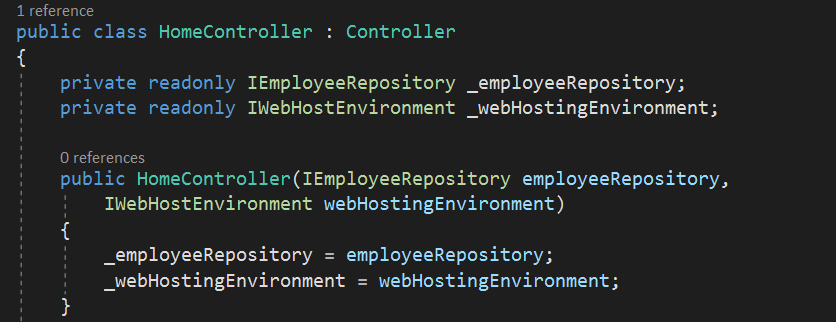 1 reference
public class HomeController : Controller
{
private readonly IEmployeeRepository _employeeRepository;
private readonly IWebHostEnvironment _webHostingEnvironment;
0 references
public HomeController(IEmployeeRepository employeeRepository,
IWebHostEnvironment webHostingEnvironment)
{
_employeeRepository = employeeRepository;
_webHostingEnvironment = webHostingEnvironment;
}